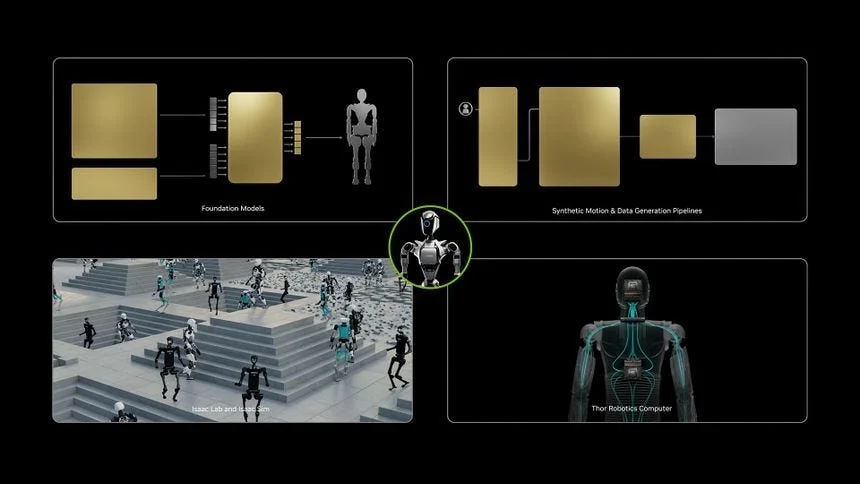 Foundation Models
Synthetic Motion & Data Generation Pipelines
Isaac Lab and Isaac Sim
Thor Robotics Computer